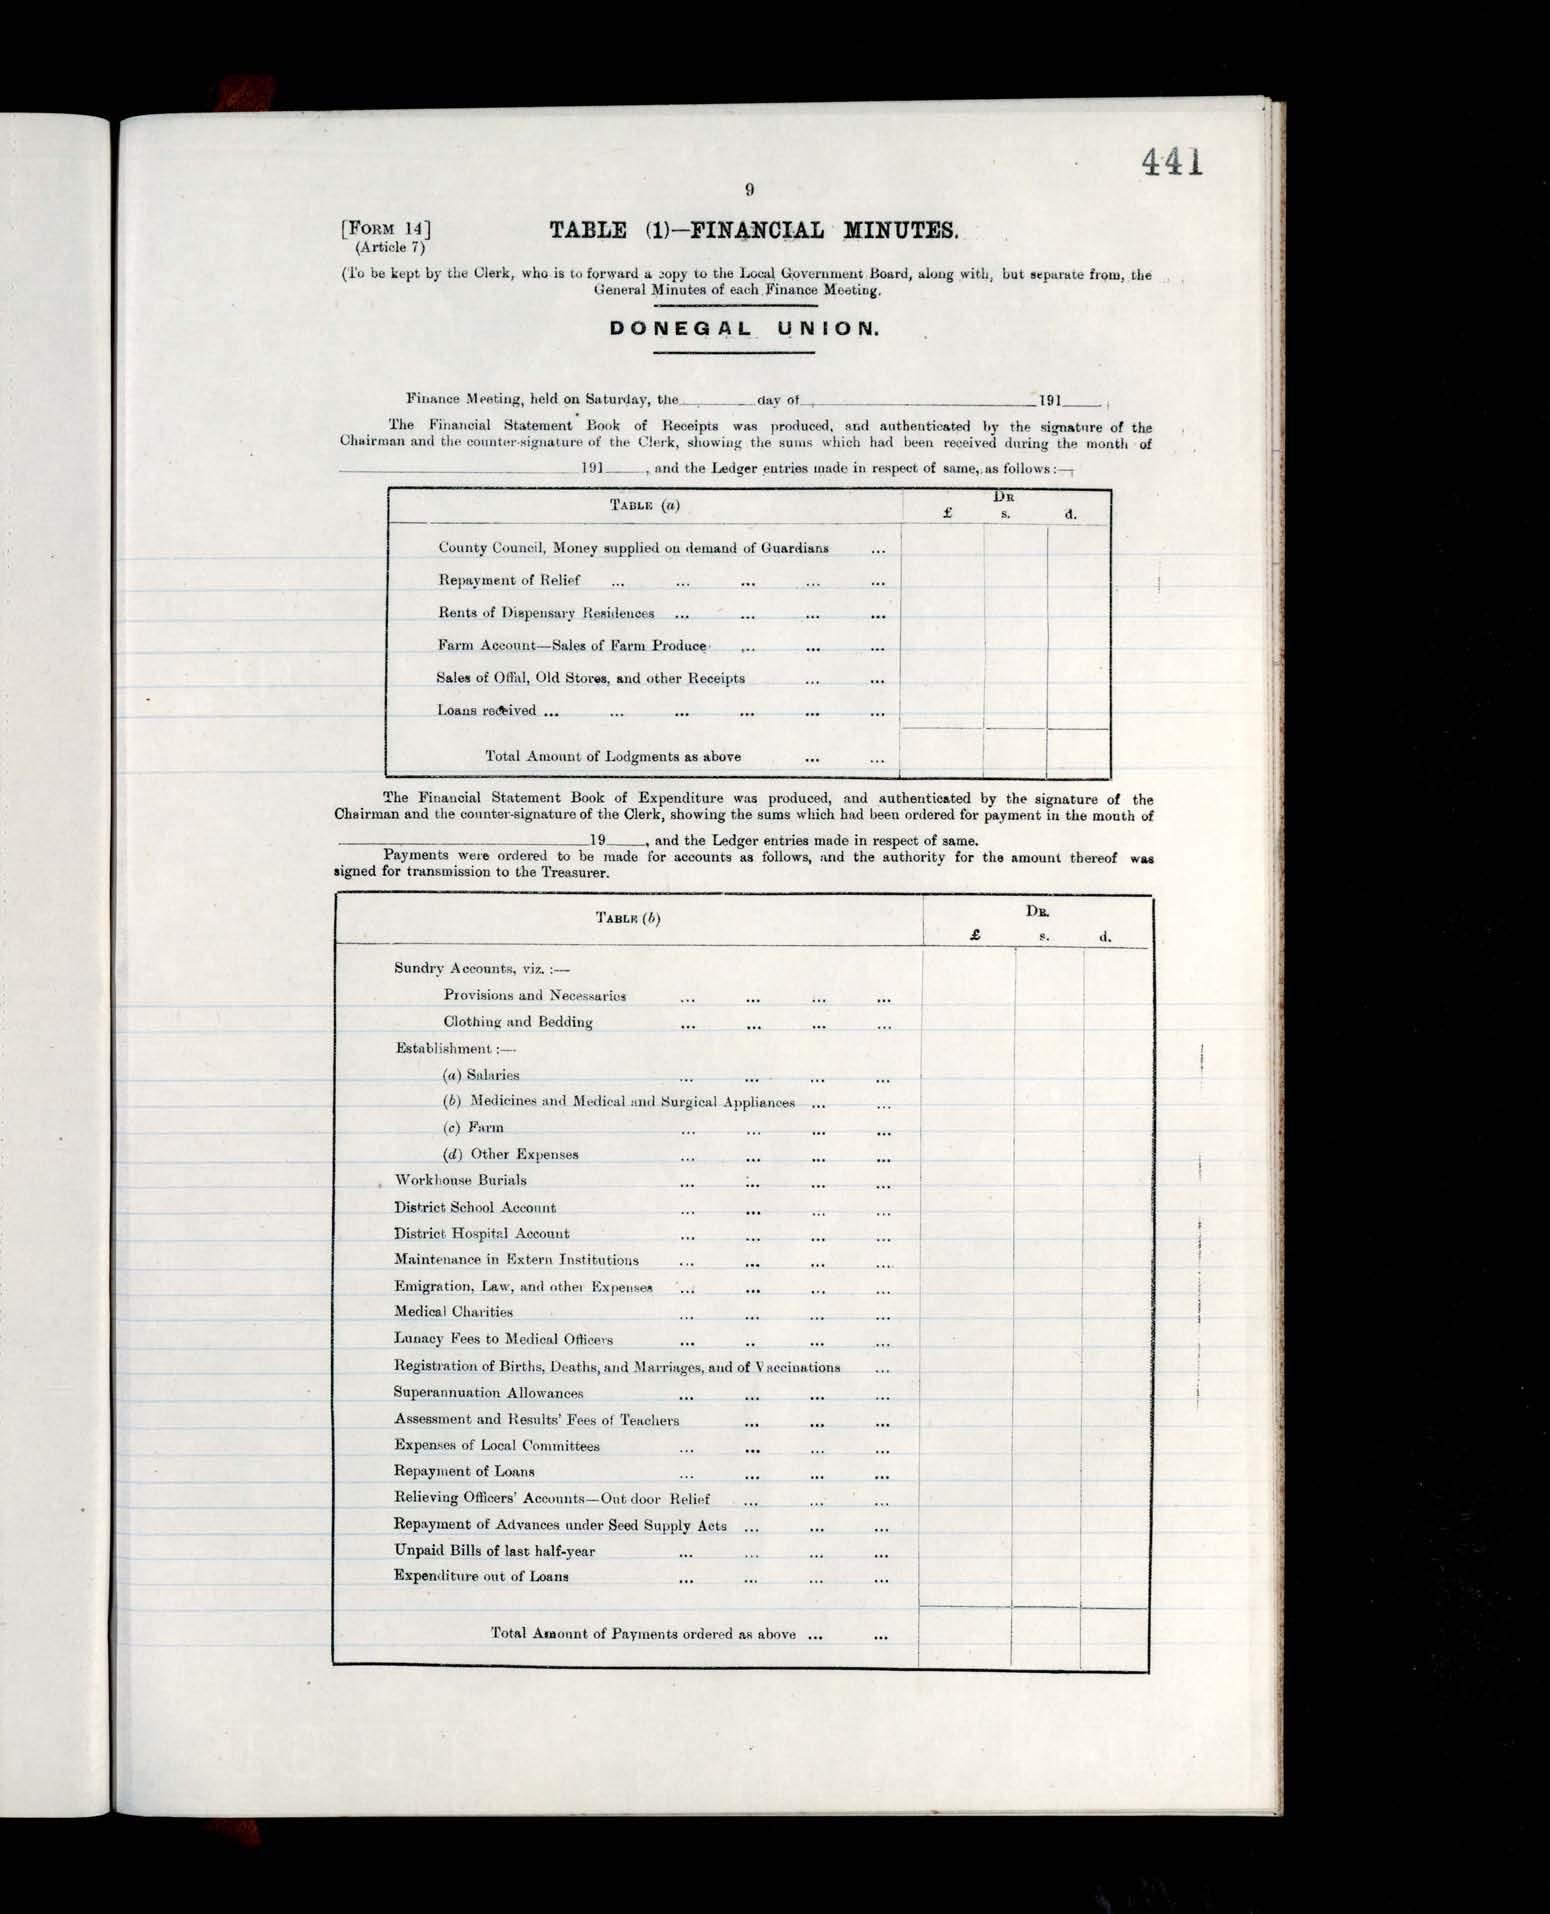 441
9
[FORM 14] TABLE (1)—FINANCIAL MINUTES.
(Article 7)
(To be kept by the Clerk, who is to forward a copy to the Local Government Board, along with, but separate from, the
General Minutes of each Finance Meeting.
DONEGAL UNION.
Finance Meeting, held on Saturday, the ______ day of ______ 191____
The Financial Statement Book of Receipts was produced, and authenticated by the signature of the
Chairman and the counter-signature of the Clerk, showing the sums which had been received during the month of
______ 191____, and the Ledger entries made in respect of same, as follows:—
TABLE (a) DR
£ s. d.
County Council, Money supplied on demand of Guardians ...
Repayment of Relief ... ... ... ... ...
Rents of Dispensary Residences ... ... ... ...
Farm Account—Sales of Farm Produce ... ... ...
Sales of Offal, Old Stores, and other Receipts ... ...
Loans received ... ... ... ... ... ...
Total Amount of Lodgments as above ... ...
The Financial Statement Book of Expenditure was produced, and authenticated by the signature of the
Chairman and the counter-signature of the Clerk, showing the sums which had been ordered for payment in the month of
______ 19____, and the Ledger entries made in respect of same.
Payments were ordered to be made for accounts as follows, and the authority for the amount thereof was
signed for transmission to the Treasurer.
TABLE (b) DR.
£ s. d.
Sundry Accounts, viz. :—
Provisions and Necessaries ... ... ... ...
Clothing and Bedding ... ... ... ...
Establishment :—
(a) Salaries ... ... ... ...
(b) Medicines and Medical and Surgical Appliances ... ...
(c) Farm ... ... ... ...
(d) Other Expenses ... ... ... ...
Workhouse Burials ... ... ... ...
District School Account ... ... ... ...
District Hospital Account ... ... ... ...
Maintenance in Extern Institutions ... ... ... ...
Emigration, Law, and other Expenses ... ... ... ...
Medical Charities ... ... ... ...
Lunacy Fees to Medical Officers ... .. ... ...
Registration of Births, Deaths, and Marriages, and of Vaccinations ...
Superannuation Allowances ... ... ... ...
Assessment and Results' Fees of Teachers ... ... ...
Expenses of Local Committees ... ... ... ...
Repayment of Loans ... ... ... ...
Relieving Officers' Accounts—Out door Relief ... ... ...
Repayment of Advances under Seed Supply Acts ... ... ...
Unpaid Bills of last half-year ... ... ... ...
Expenditure out of Loans ... ... ... ...
Total Amount of Payments ordered as above ... ...